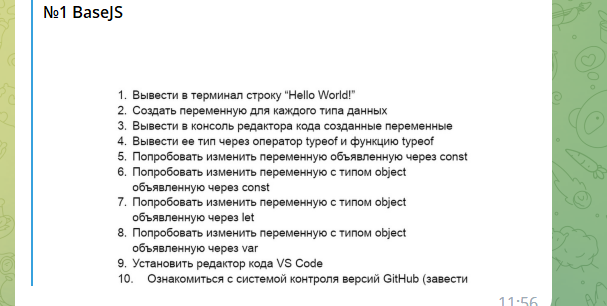 №1 BaseJS
1. Вывести в терминал строку “Hello World!”
2. Создать переменную для каждого типа данных
3. Вывести в консоль редактора кода созданные переменные
4. Вывести ее тип через оператор typeof и функцию typeof
5. Попробовать изменить переменную объявленную через const
6. Попробовать изменить переменную с типом object
объявленную через const
7. Попробовать изменить переменную с типом object
объявленную через let
8. Попробовать изменить переменную с типом object
объявленную через var
9. Установить редактор кода VS Code
10. Ознакомиться с системой контроля версий GitHub (завести
11:56